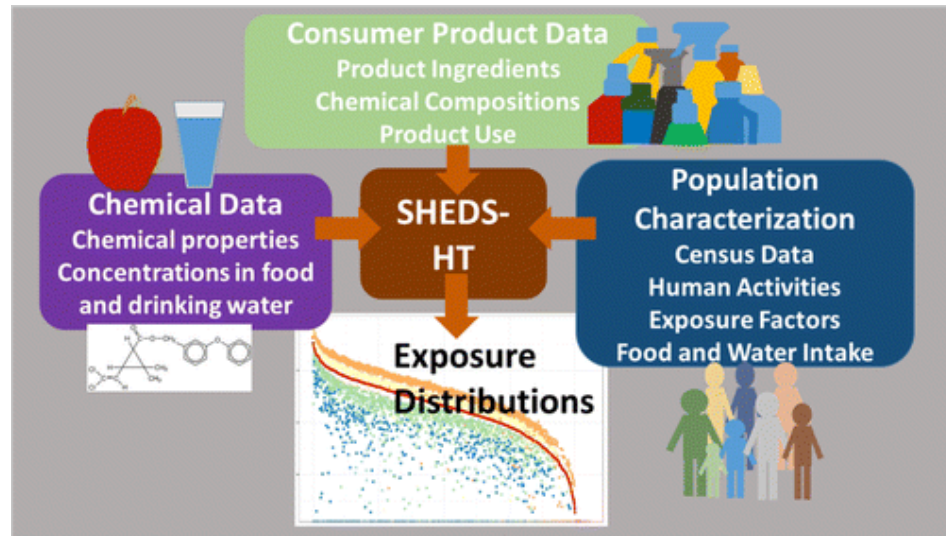 Consumer Product Data
Product Ingredients
Chemical Compositions
Product Use
Chemical Data
Chemical properties
Concentrations in food
and drinking water
SHEDS-
HT
Population
Characterization
Census Data
Human Activities
Exposure Factors
Food and Water Intake
Exposure
Distributions